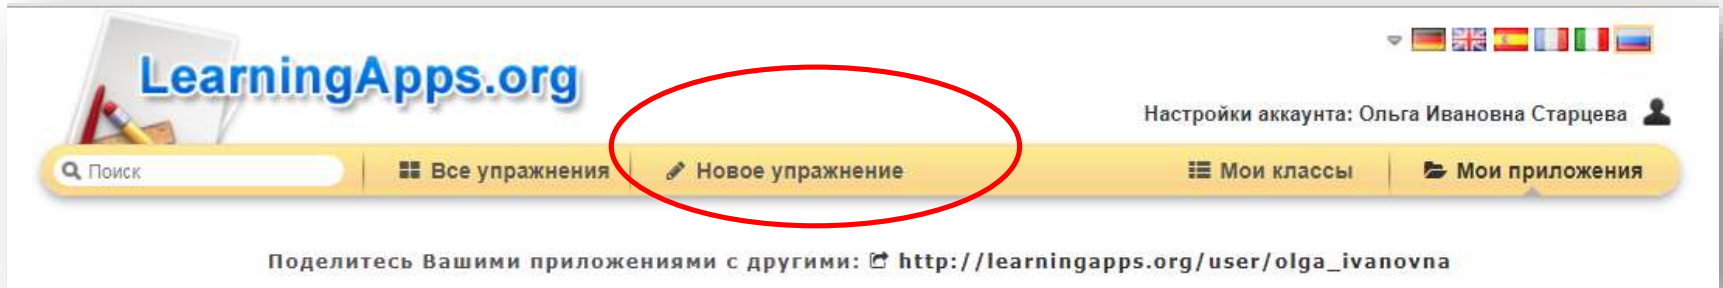 LearningApps.org
Настройки аккаунта: Ольга Ивановна Старцева
Поиск
Все упражнения
Новое упражнение
Мои классы
Мои приложения
Поделитесь Вашими приложениями с другими: http://learningapps.org/user/olga_ivanovna